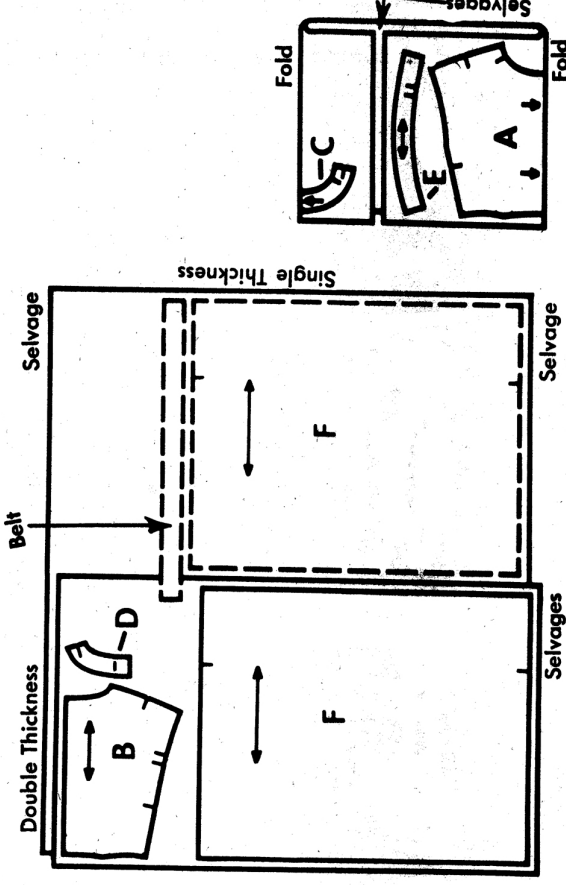 Double Thickness
Belt
Selvage
B
D
F
F
Single Thickness
Selvages
Selvage
Fold
C
E
A
Selvages
Fold